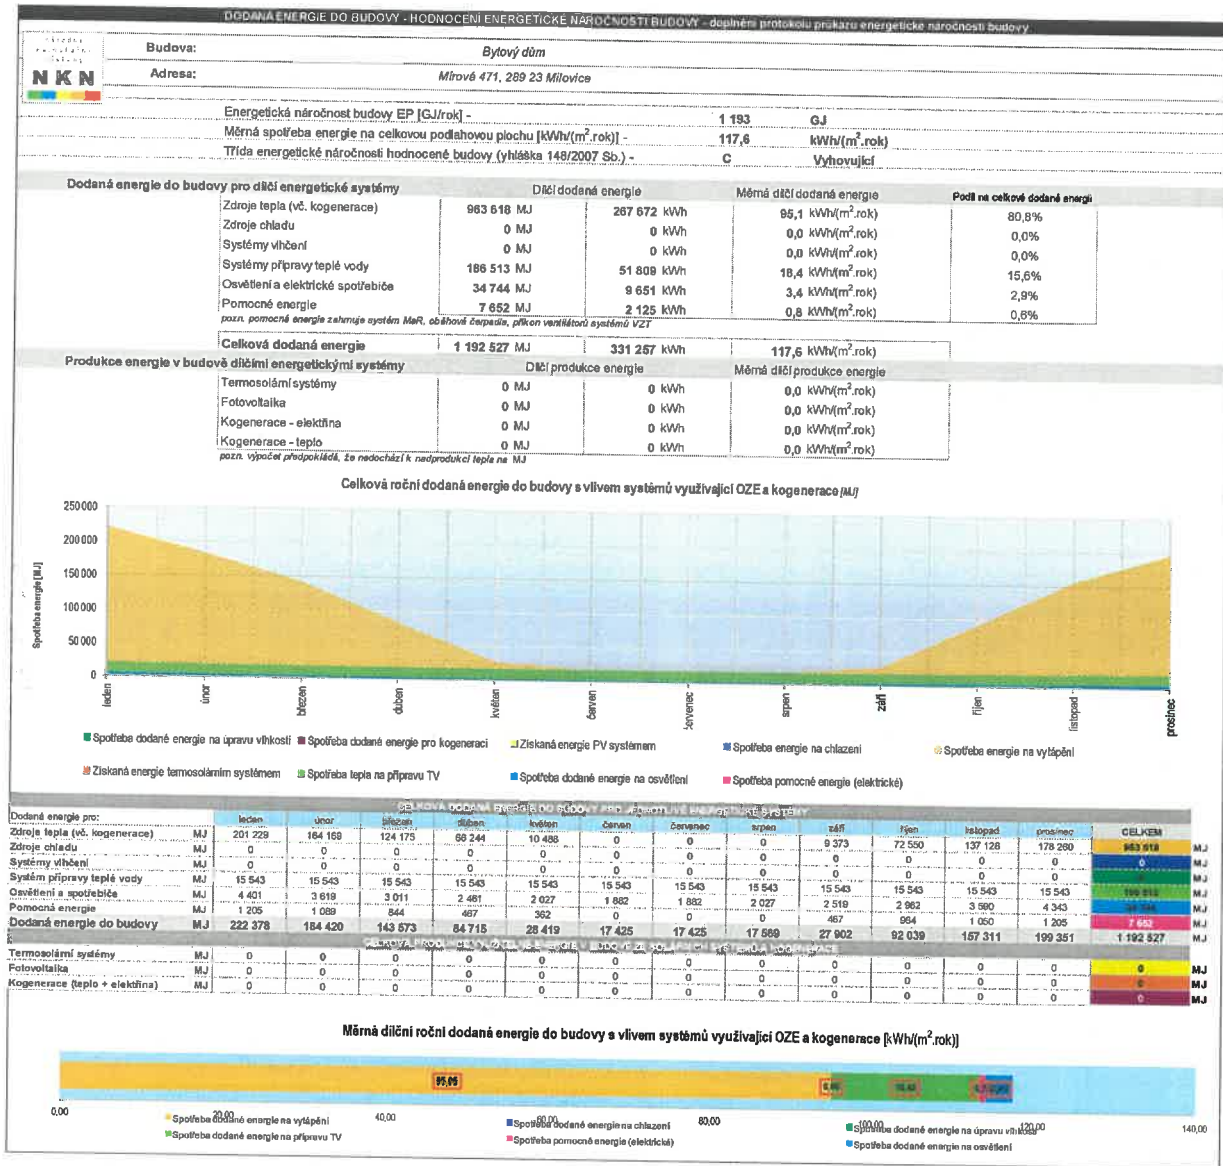 DODANÁ ENERGIE DO BUDOVY - HODNOCENÍ ENERGETICKÉ NÁROČNOSTI BUDOVY - doplnění protokolu průkazu energetické náročnosti budovy
NKN
Budova: Bytový dům
Adresa: Mírová 471, 289 23 Milovice
Energetická náročnost budovy EP [GJ/rok] - 1 193 GJ
Měrná spotřeba energie na celkovou podlahovou plochu [kWh/(m².rok)] - 117,6 kWh/(m².rok)
Třída energetické náročnosti hodnocené budovy (vyhláška 148/2007 Sb.) - C Vyhovující
Dodaná energie do budovy pro dílčí energetické systémy Dílčí dodaná energie Měrná dílčí dodaná energie Podíl na celkové dodané energii
Zdroje tepla (vč. kogenerace) 963 618 MJ 267 672 kWh 95,1 kWh/(m².rok) 80,8%
Zdroje chladu 0 MJ 0 kWh 0,0 kWh/(m².rok) 0,0%
Systémy vlhčení 0 MJ 0 kWh 0,0 kWh/(m².rok) 0,0%
Systémy přípravy teplé vody 186 513 MJ 51 809 kWh 18,4 kWh/(m².rok) 15,6%
Osvětlení a elektrické spotřebiče 34 744 MJ 9 651 kWh 3,4 kWh/(m².rok) 2,9%
Pomocné energie 7 652 MJ 2 125 kWh 0,8 kWh/(m².rok) 0,6%
pozn. pomocná energie zahrnuje systém MaR, oběhová čerpadla, příkon ventilátorů systémů VZT
Celková dodaná energie 1 192 527 MJ 331 257 kWh 117,6 kWh/(m².rok)
Produkce energie v budově dílčími energetickými systémy Dílčí produkce energie Měrná dílčí produkce energie
Termosolární systémy 0 MJ 0 kWh 0,0 kWh/(m².rok)
Fotovoltaika 0 MJ 0 kWh 0,0 kWh/(m².rok)
Kogenerace - elektřina 0 MJ 0 kWh 0,0 kWh/(m².rok)
Kogenerace - teplo 0 MJ 0 kWh 0,0 kWh/(m².rok)
pozn. výpočet předpokládá, že nedochází k nadprodukci tepla na MJ
Celková roční dodaná energie do budovy s vlivem systémů využívající OZE a kogenerace [MJ]
Spotřeba energie [MJ]
250 000
200 000
150 000
100 000
50 000
0
leden únor březen duben květen červen červenec srpen září říjen listopad prosinec
Spotřeba dodané energie na úpravu vlhkosti Spotřeba dodané energie pro kogeneraci Získaná energie PV systémem Spotřeba energie na chlazení Spotřeba energie na vytápění
Získaná energie termosolárním systémem Spotřeba tepla na přípravu TV Spotřeba dodané energie na osvětlení Spotřeba pomocné energie (elektrické)
CELKOVÁ DODANÁ ENERGIE DO BUDOVY PRO JEDNOTLIVÉ ENERGETICKÉ SYSTÉMY
Dodaná energie pro: leden únor březen duben květen červen červenec srpen září říjen listopad prosinec CELKEM
Zdroje tepla (vč. kogenerace) MJ 201 229 164 169 124 175 66 244 10 488 0 0 0 9 373 72 550 137 128 178 260 963 618 MJ
Zdroje chladu MJ 0 0 0 0 0 0 0 0 0 0 0 0 0 MJ
Systémy vlhčení MJ 0 0 0 0 0 0 0 0 0 0 0 0 MJ
Systém přípravy teplé vody MJ 15 543 15 543 15 543 15 543 15 543 15 543 15 543 15 543 15 543 15 543 15 543 15 543 MJ
Osvětlení a spotřebiče MJ 4 401 3 619 3 011 2 461 2 027 1 882 1 882 2 027 2 519 2 962 3 590 4 343 MJ
Pomocná energie MJ 1 205 1 089 844 467 362 0 0 0 467 984 1 050 1 205 7 652 MJ
Dodaná energie do budovy MJ 222 378 184 420 143 573 84 715 28 419 17 425 17 425 17 569 27 902 92 039 157 311 199 351 1 192 527 MJ
Termosolární systémy MJ 0 0 0 0 0 0 0 0 0 0 0 0 0 MJ
Fotovoltaika MJ 0 0 0 0 0 0 0 0 0 0 0 0 0 MJ
Kogenerace (teplo + elektřina) MJ 0 0 0 0 0 0 0 0 0 0 0 0 0 MJ
Měrná dílční roční dodaná energie do budovy s vlivem systémů využívající OZE a kogenerace [kWh/(m².rok)]
95,05
0,00 20,00 40,00 60,00 80,00 100,00 120,00 140,00
Spotřeba dodané energie na vytápění Spotřeba dodané energie na chlazení Spotřeba dodané energie na úpravu vlhkosti
Spotřeba dodané energie na přípravu TV Spotřeba pomocné energie (elektrické) Spotřeba dodané energie na osvětlení